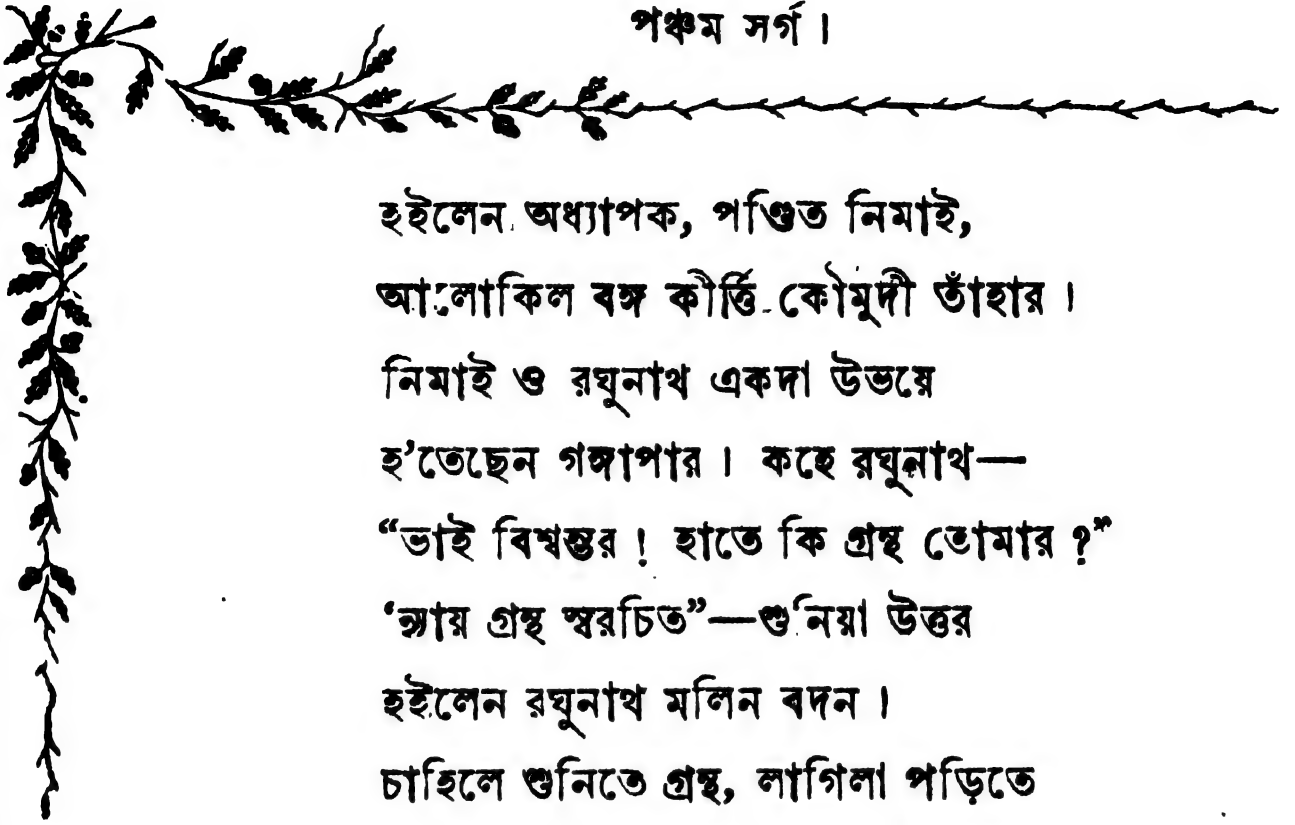 পঞ্চম সর্গ।
হইলেন অধ্যাপক, পণ্ডিত নিমাই,
আলোকিল বঙ্গ কীর্ত্তি-কৌমুদী তাঁহার।
নিমাই ও রঘুনাথ একদা উভয়ে
হ'তেছেন গঙ্গাপার। কহে রঘুনাথ—
“ভাই বিশ্বম্ভর! হাতে কি গ্রন্থ তোমার?”
‘ন্যায় গ্রন্থ স্বরচিত”—শুনিয়া উত্তর
হইলেন রঘুনাথ মলিন বদন।
চাহিলে শুনিতে গ্রন্থ, লাগিলা পড়িতে